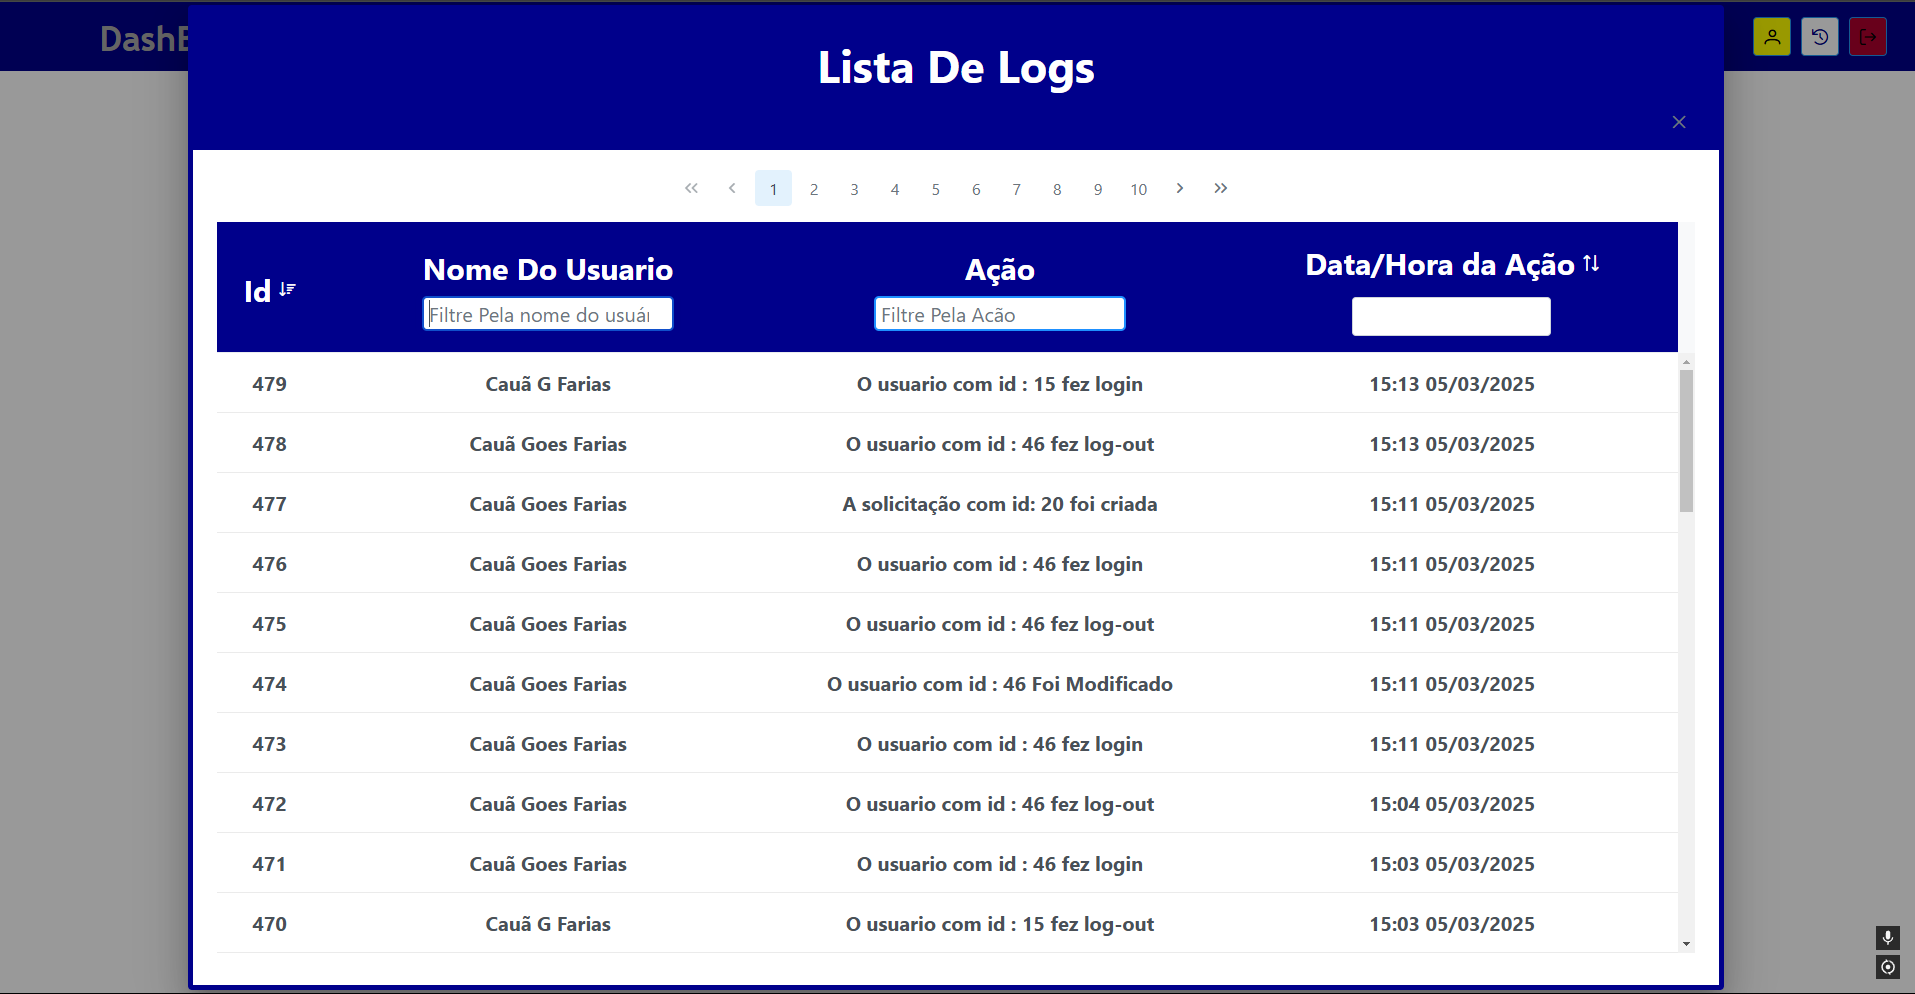 DashB
Lista De Logs
1 2 3 4 5 6 7 8 9 10
Id Nome Do Usuario Ação Data/Hora da Ação
Filtre Pela nome do usuár Filtre Pela Acão
479 Cauã G Farias O usuario com id : 15 fez login 15:13 05/03/2025
478 Cauã Goes Farias O usuario com id : 46 fez log-out 15:13 05/03/2025
477 Cauã Goes Farias A solicitação com id: 20 foi criada 15:11 05/03/2025
476 Cauã Goes Farias O usuario com id : 46 fez login 15:11 05/03/2025
475 Cauã Goes Farias O usuario com id : 46 fez log-out 15:11 05/03/2025
474 Cauã Goes Farias O usuario com id : 46 Foi Modificado 15:11 05/03/2025
473 Cauã Goes Farias O usuario com id : 46 fez login 15:11 05/03/2025
472 Cauã Goes Farias O usuario com id : 46 fez log-out 15:04 05/03/2025
471 Cauã Goes Farias O usuario com id : 46 fez login 15:03 05/03/2025
470 Cauã G Farias O usuario com id : 15 fez log-out 15:03 05/03/2025